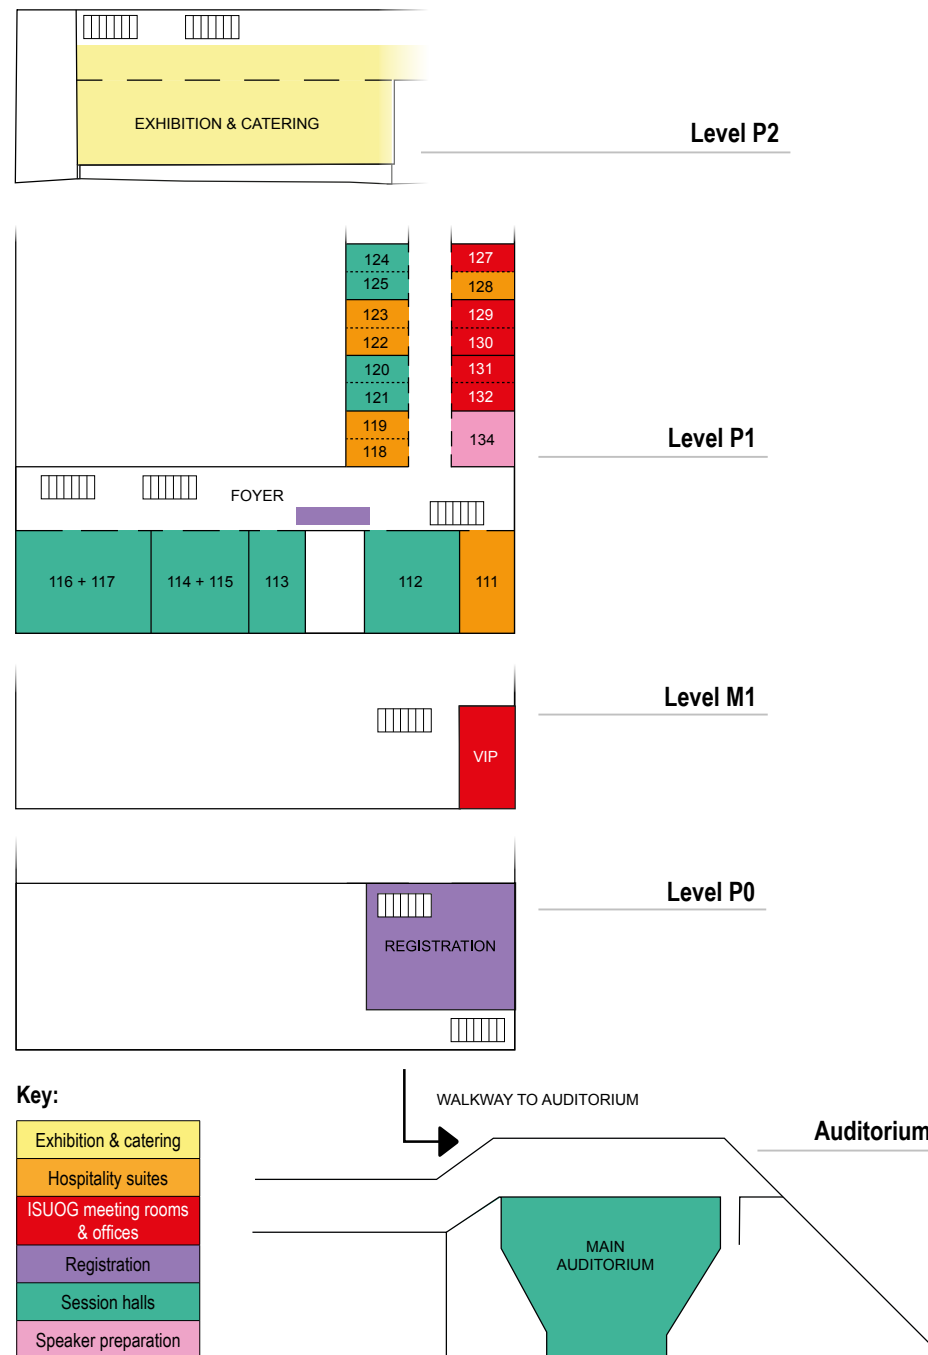 EXHIBITION & CATERING
Level P2
124
127
125
128
123
129
122
130
120
131
121
132
119
134
118
Level P1
FOYER
116 + 117
114 + 115
113
112
111
Level M1
VIP
Level P0
REGISTRATION
Key:
WALKWAY TO AUDITORIUM
Auditorium
Exhibition & catering
Hospitality suites
ISUOG meeting rooms
& offices
Registration
Session halls
Speaker preparation
MAIN
AUDITORIUM